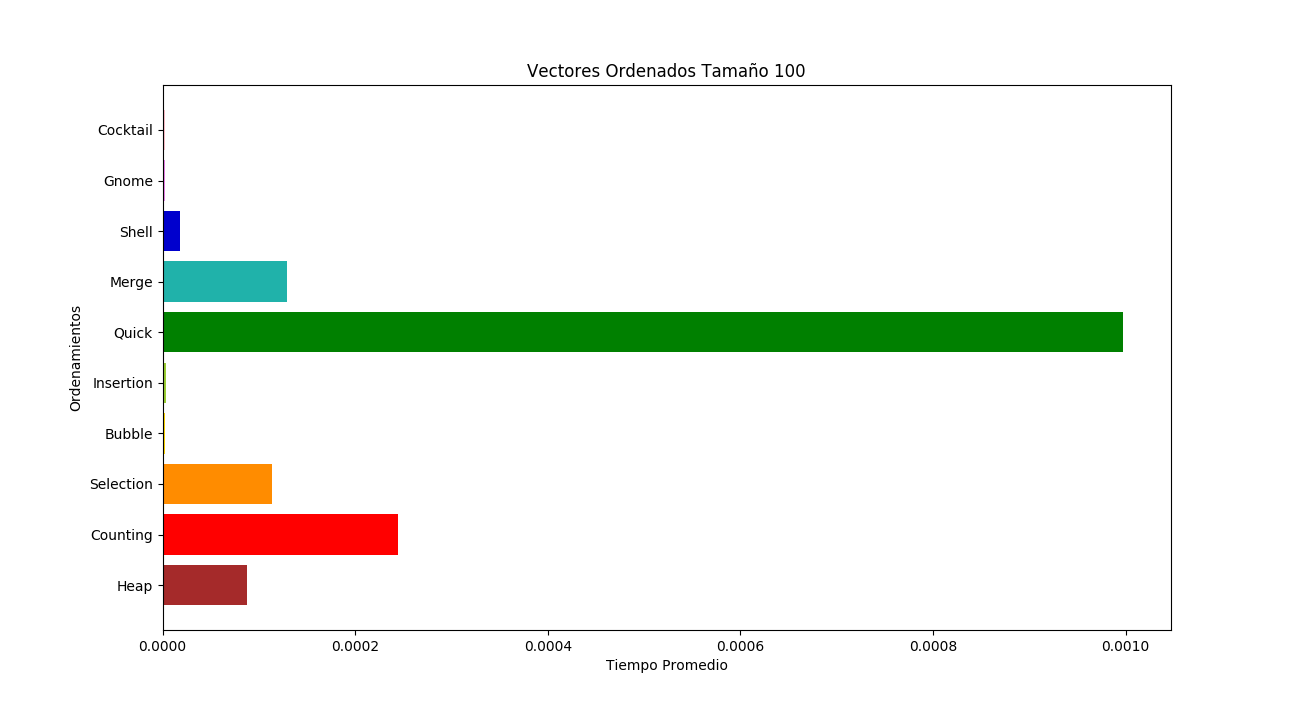 Vectores Ordenados Tamaño 100
Cocktail
Gnome
Shell
Merge
Quick
Insertion
Bubble
Selection
Counting
Heap
Ordenamientos
0.0000 0.0002 0.0004 0.0006 0.0008 0.0010
Tiempo Promedio